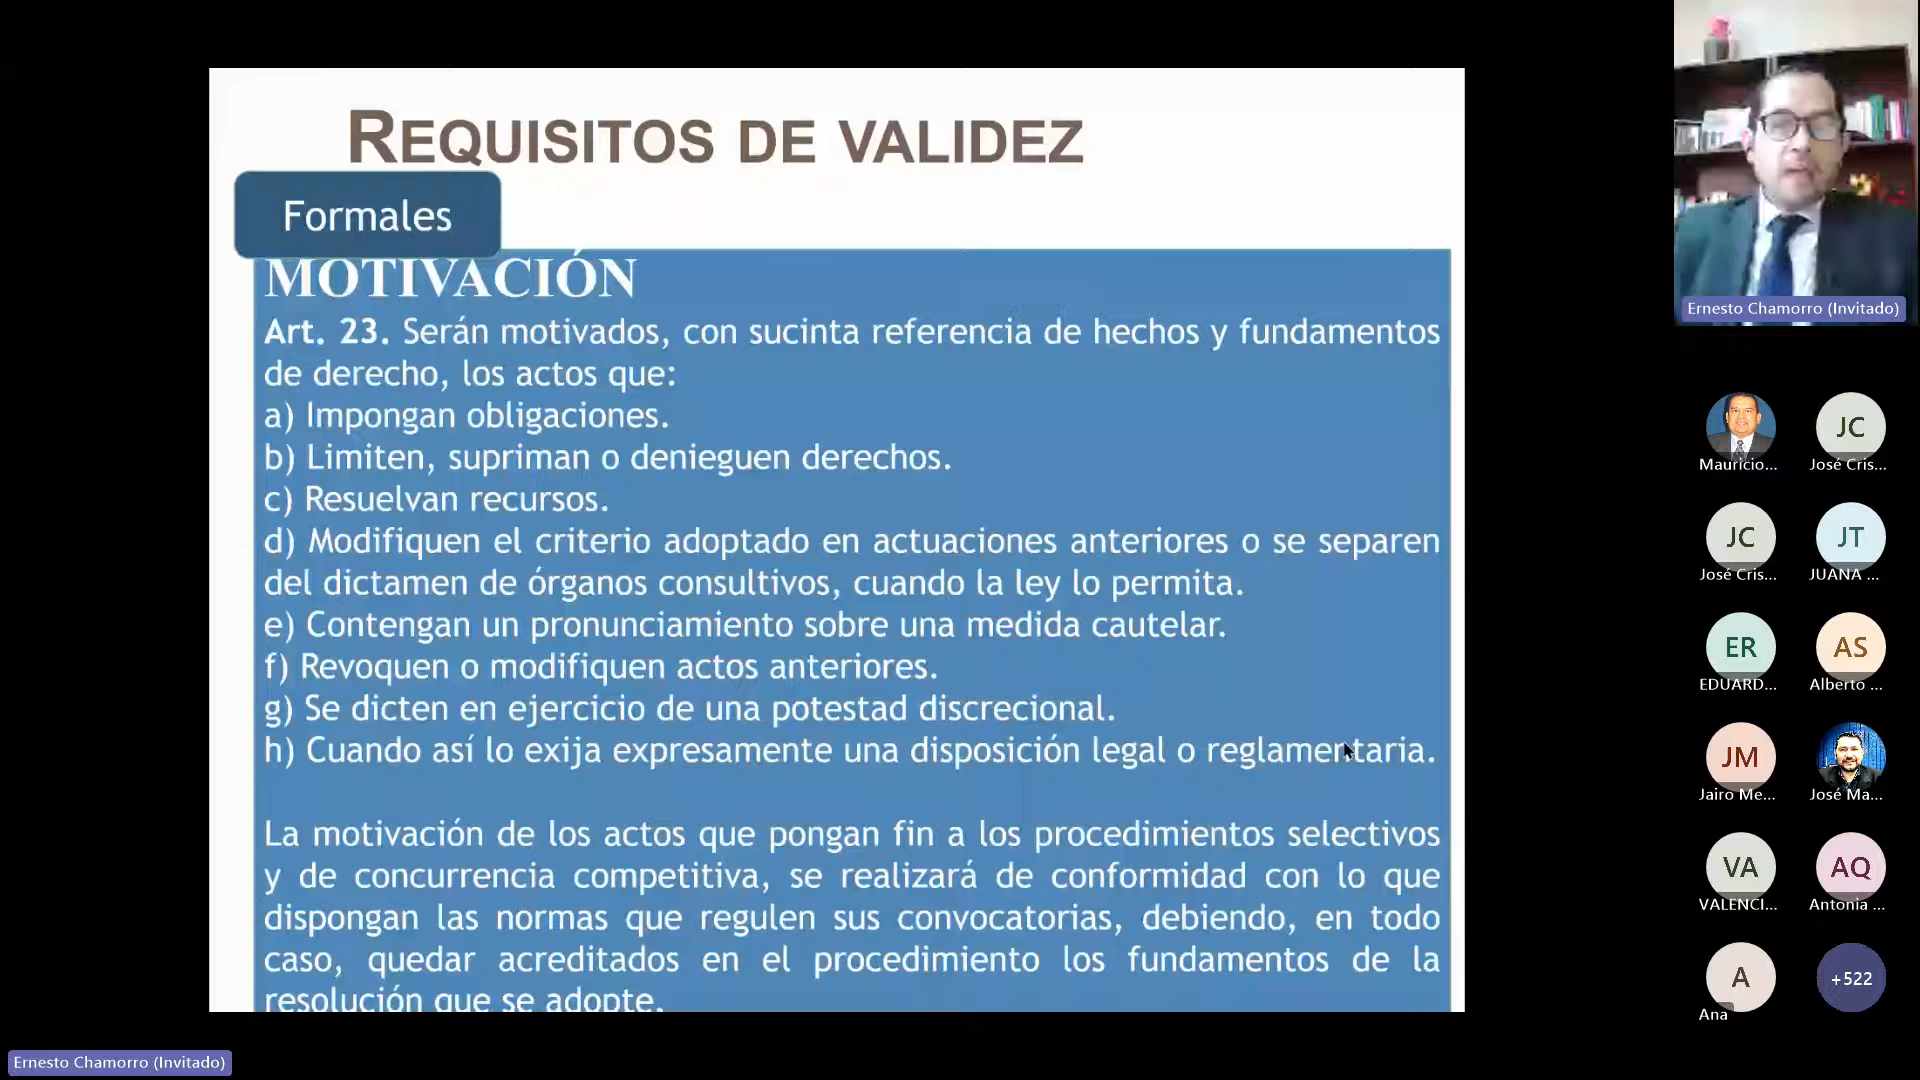 REQUISITOS DE VALIDEZ
Formales
MOTIVACIÓN
Art. 23. Serán motivados, con sucinta referencia de hechos y fundamentos
de derecho, los actos que:
a) Impongan obligaciones.
b) Limiten, supriman o denieguen derechos.
c) Resuelvan recursos.
d) Modifiquen el criterio adoptado en actuaciones anteriores o se separen
del dictamen de órganos consultivos, cuando la ley lo permita.
e) Contengan un pronunciamiento sobre una medida cautelar.
f) Revoquen o modifiquen actos anteriores.
g) Se dicten en ejercicio de una potestad discrecional.
h) Cuando así lo exija expresamente una disposición legal o reglamentaria.
La motivación de los actos que pongan fin a los procedimientos selectivos
y de concurrencia competitiva, se realizará de conformidad con lo que
dispongan las normas que regulen sus convocatorias, debiendo, en todo
caso, quedar acreditados en el procedimiento los fundamentos de la
resolución que se adopte.
Ernesto Chamorro (Invitado)
Mauricio...
JC
José Cris...
JC
José Cris...
JT
JUANA ...
ER
EDUARD...
AS
Alberto ...
JM
Jairo Me...
José Ma...
VA
VALENCI...
AQ
Antonia ...
A
Ana
+522
Ernesto Chamorro (Invitado)